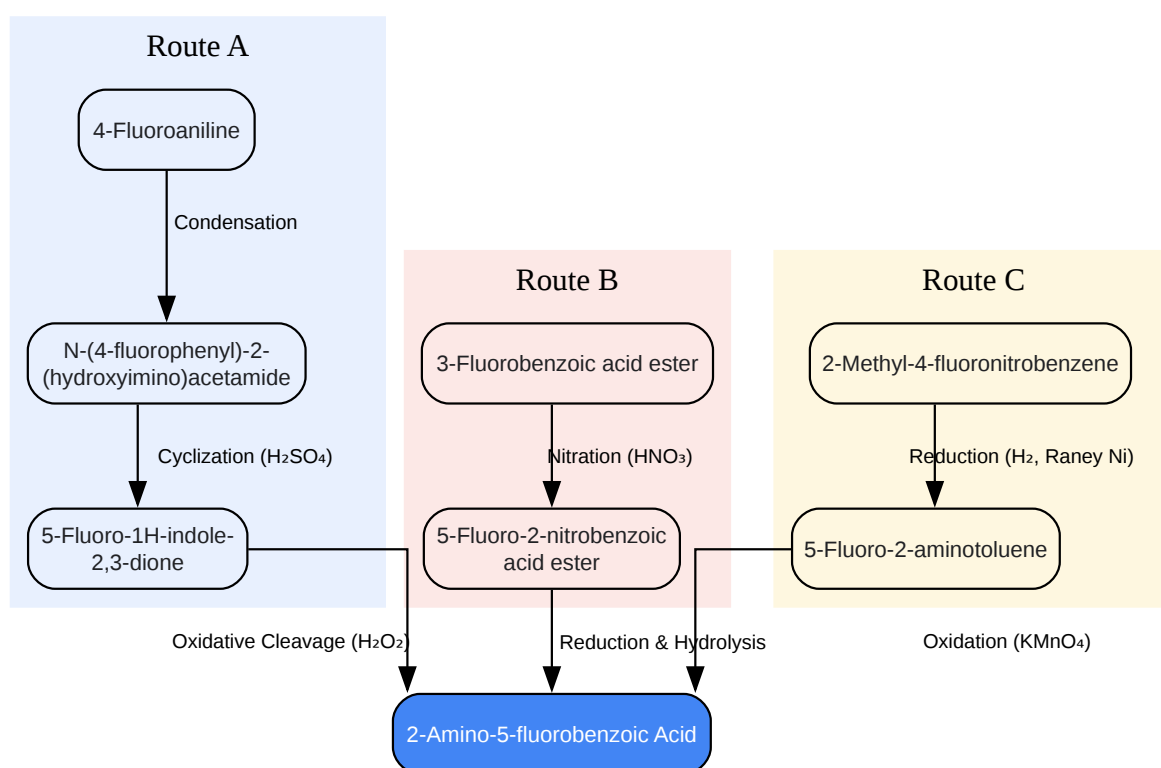 Route A
4-Fluoroaniline
Condensation
N-(4-fluorophenyl)-2-
(hydroxyimino)acetamide
Cyclization (H₂SO₄)
5-Fluoro-1H-indole-
2,3-dione
Oxidative Cleavage (H₂O₂)
Route B
3-Fluorobenzoic acid ester
Nitration (HNO₃)
5-Fluoro-2-nitrobenzoic
acid ester
Reduction & Hydrolysis
Route C
2-Methyl-4-fluoronitrobenzene
Reduction (H₂, Raney Ni)
5-Fluoro-2-aminotoluene
Oxidation (KMnO₄)
2-Amino-5-fluorobenzoic Acid